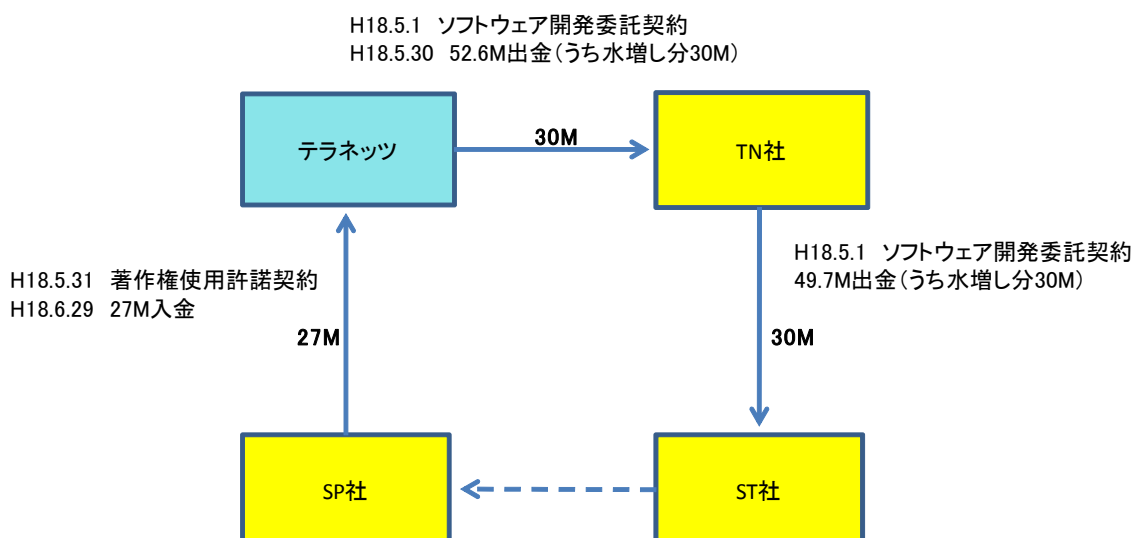 H18.5.1 ソフトウェア開発委託契約
H18.5.30 52.6M出金(うち水増し分30M)
テラネッツ
30M
TN社
H18.5.1 ソフトウェア開発委託契約
49.7M出金(うち水増し分30M)
H18.5.31 著作権使用許諾契約
H18.6.29 27M入金
27M
30M
SP社
ST社